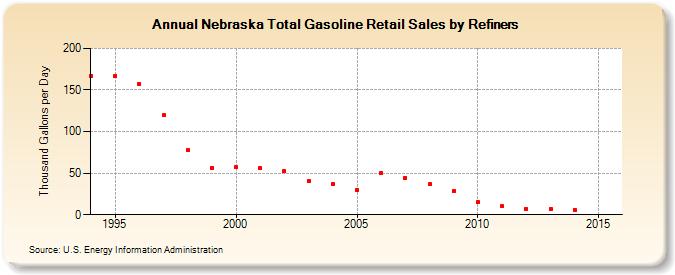 Annual Nebraska Total Gasoline Retail Sales by Refiners
Thousand Gallons per Day
200
150
100
50
0
1995 2000 2005 2010 2015
Source: U.S. Energy Information Administration